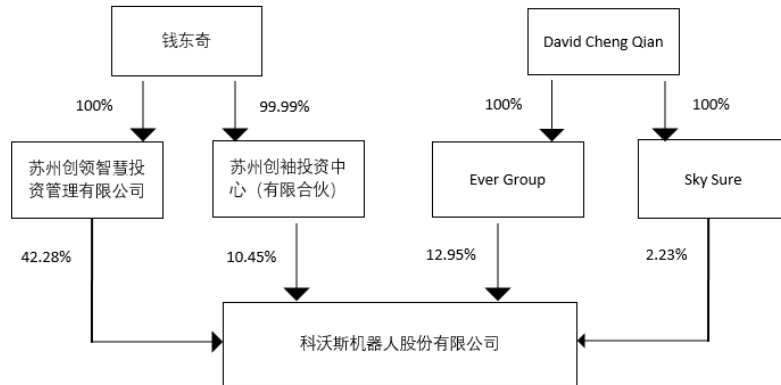 钱东奇
David Cheng Qian
100%
99.99%
100%
100%
苏州创领智慧投
资管理有限公司
苏州创袖投资中
心（有限合伙）
Ever Group
Sky Sure
42.28%
10.45%
12.95%
2.23%
科沃斯机器人股份有限公司